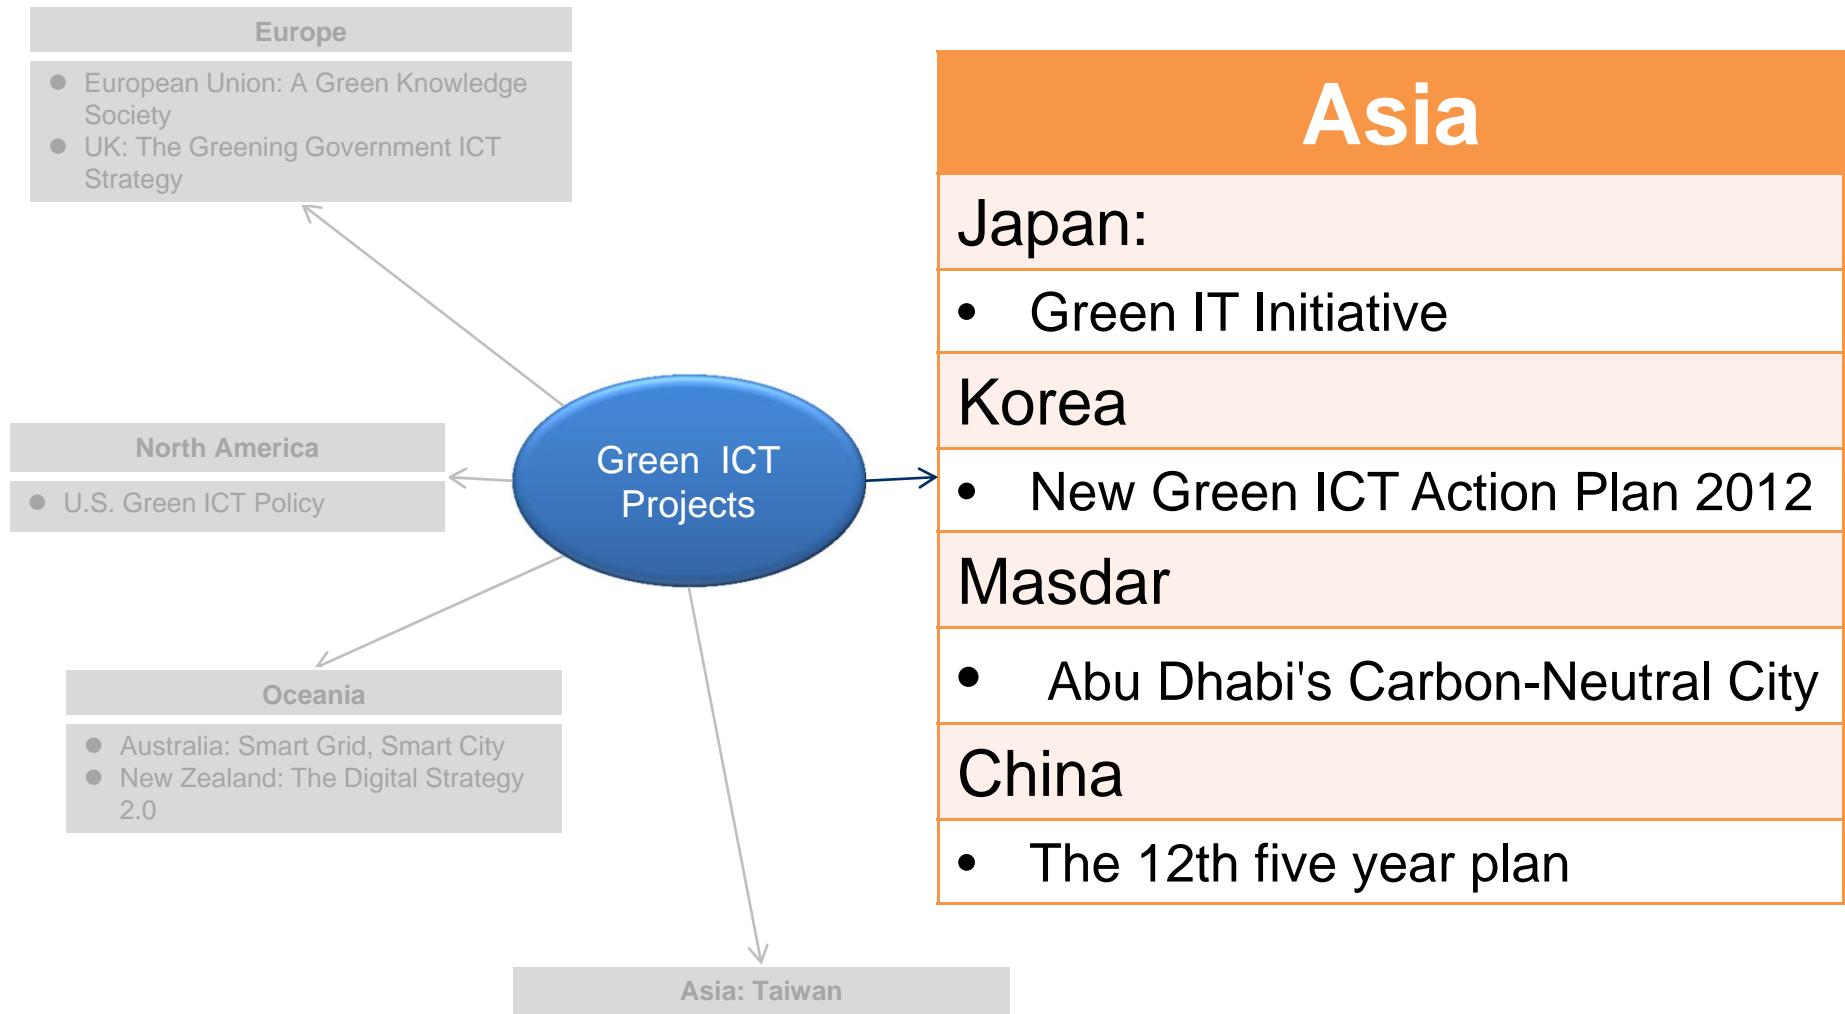 Europe
● European Union: A Green Knowledge
Society
● UK: The Greening Government ICT
Strategy
North America
● U.S. Green ICT Policy
Oceania
● Australia: Smart Grid, Smart City
● New Zealand: The Digital Strategy
2.0
Green ICT
Projects
Asia: Taiwan
Asia
Japan:
• Green IT Initiative
Korea
• New Green ICT Action Plan 2012
Masdar
• Abu Dhabi's Carbon-Neutral City
China
• The 12th five year plan